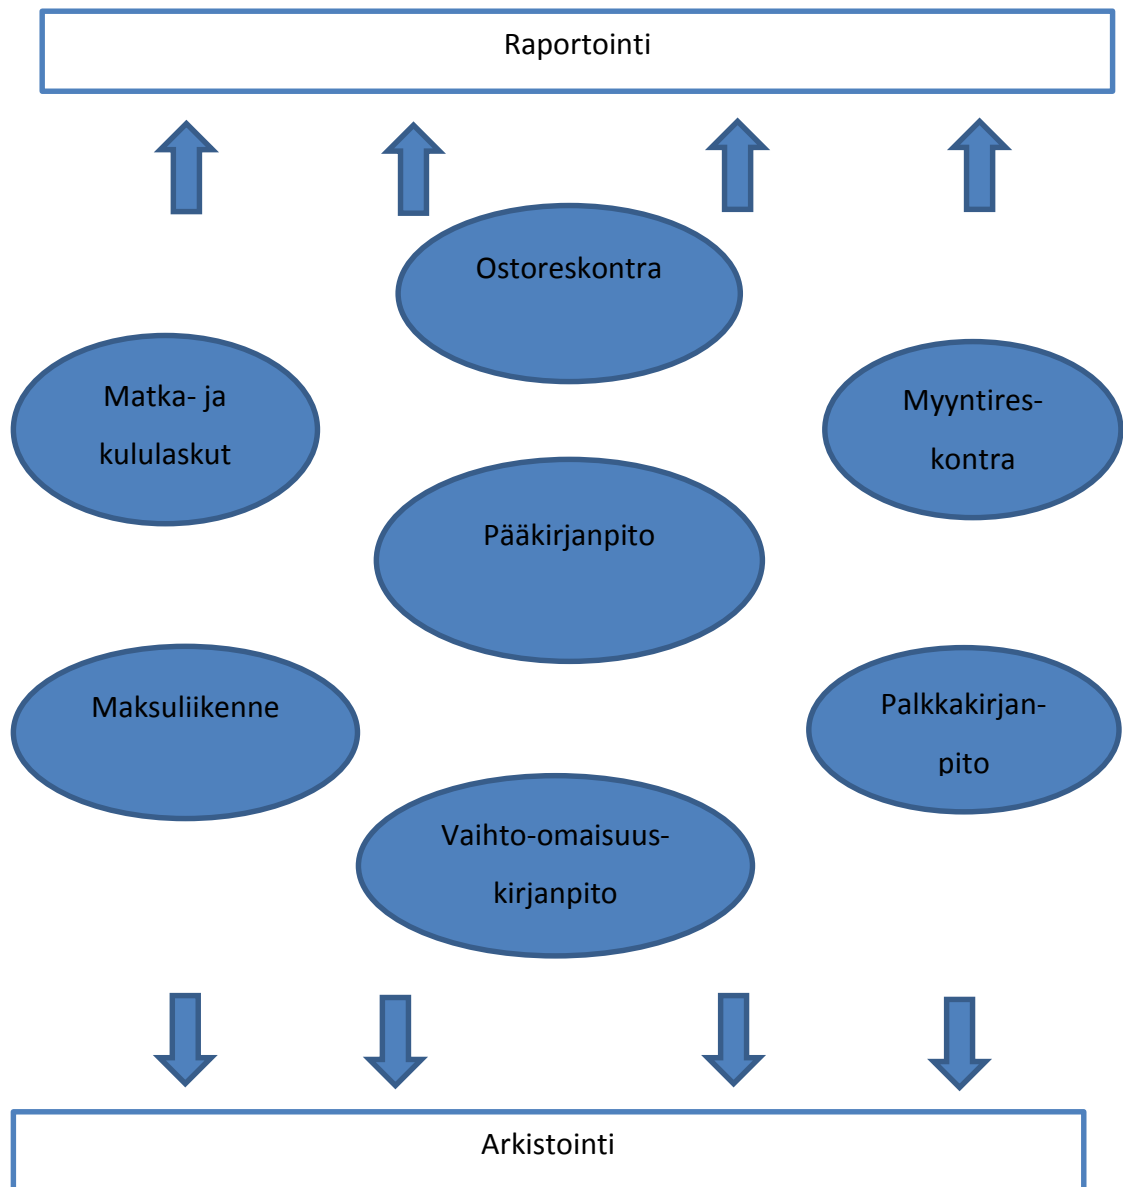 Raportointi
Ostoreskontra
Matka- ja
kululaskut
Myyntires-
kontra
Pääkirjanpito
Maksuliikenne
Palkkakirjan-
pito
Vaihto-omaisuus-
kirjanpito
Arkistointi